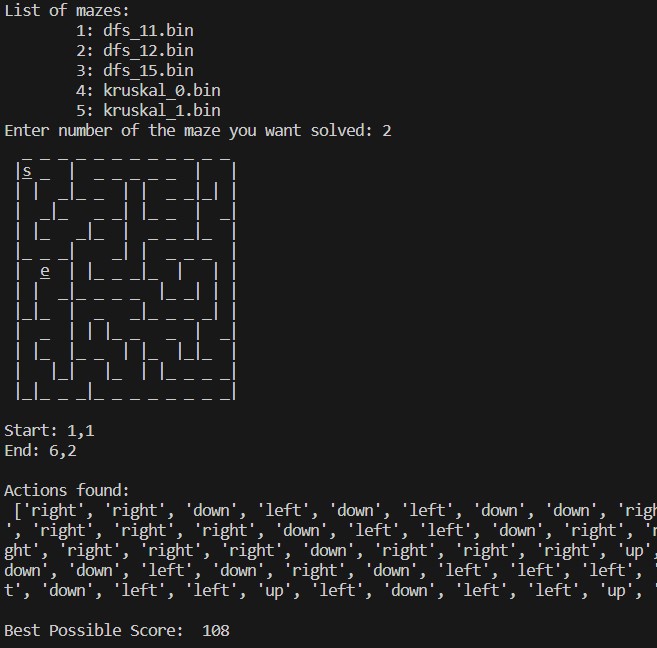 List of mazes:
1: dfs_11.bin
2: dfs_12.bin
3: dfs_15.bin
4: kruskal_0.bin
5: kruskal_1.bin
Enter number of the maze you want solved: 2
s
e
Start: 1,1
End: 6,2
Actions found:
['right', 'right', 'down', 'left', 'down', 'left', 'down', 'down', 'righ
', 'right', 'right', 'right', 'down', 'left', 'left', 'down', 'right', 'r
ght', 'right', 'right', 'right', 'down', 'right', 'right', 'right', 'up',
down', 'down', 'left', 'down', 'right', 'down', 'left', 'left', 'left', '
t', 'down', 'left', 'left', 'up', 'left', 'down', 'left', 'left', 'up', '
Best Possible Score:  108